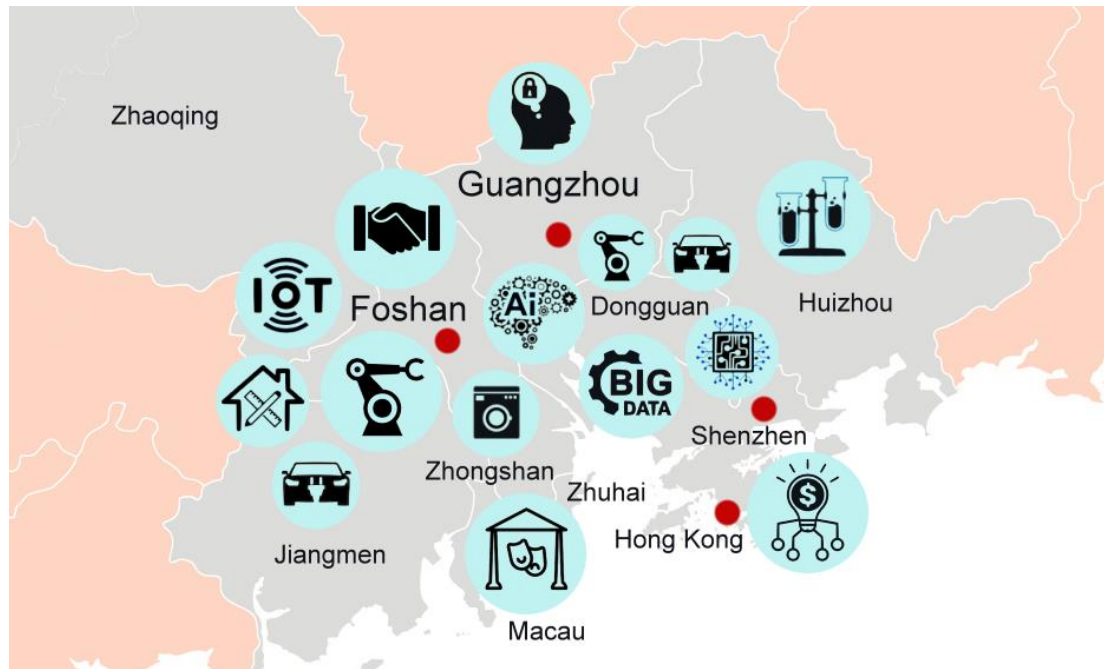 Zhaoqing
Guangzhou
IoT
Foshan
Ai
Dongguan
Huizhou
BIG
DATA
Shenzhen
Zhongshan
Zhuhai
$
Hong Kong
Jiangmen
Macau